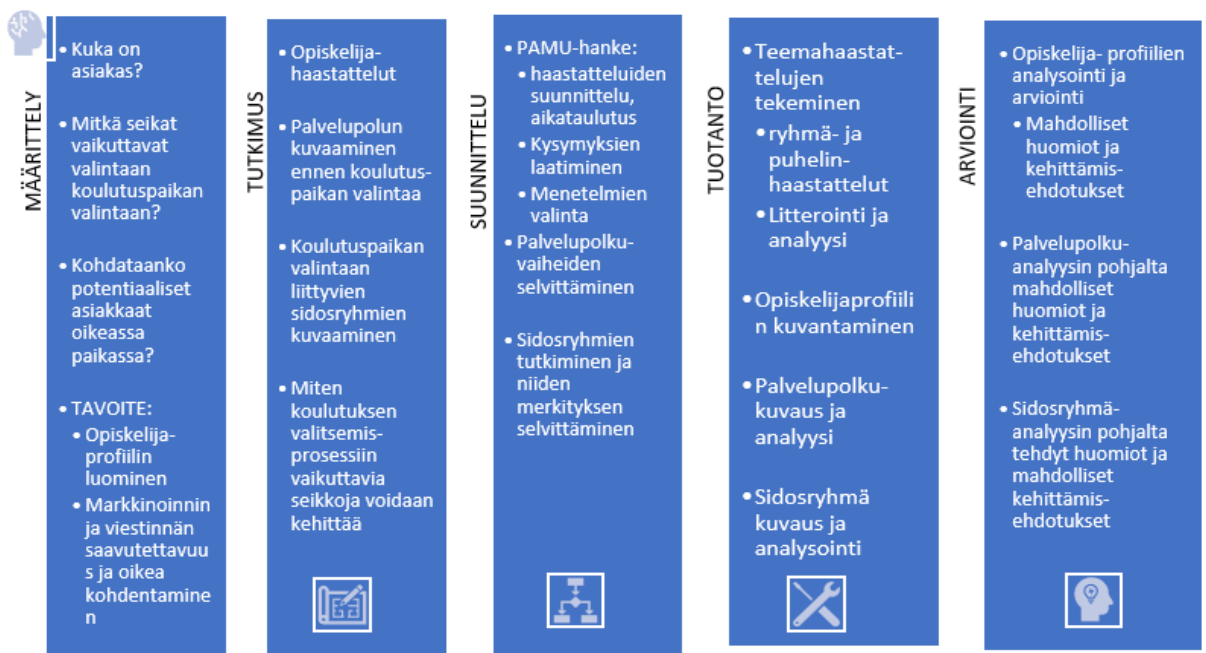 MÄÄRITTELY
• Kuka on
asiakas?
• Mitkä seikat
vaikuttavat
valintaan
koulutuspaikan
valintaan?
• Kohdataanko
potentiaaliset
asiakkaat
oikeassa
paikassa?
• TAVOITE:
• Opiskelija-
profiilin
luominen
• Markkinoinnin
ja viestinnän
saavutettavuu
s ja oikea
kohdentamine
n
TUTKIMUS
• Opiskelija-
haastattelut
• Palvelupolun
kuvaaminen
ennen koulutus-
paikan valintaa
• Koulutuspaikan
valintaan
liittyvien
sidosryhmien
kuvaaminen
• Miten
koulutuksen
valitsemis-
prosessiin
vaikuttavia
seikkoja voidaan
kehittää
SUUNNITTELU
• PAMU-hanke:
• haastatteluiden
suunnittelu,
aikataulutus
• Kysymyksien
laatiminen
• Menetelmien
valinta
• Palvelupolku-
vaiheiden
selvittäminen
• Sidosryhmien
tutkiminen ja
niiden
merkityksen
selvittäminen
TUOTANTO
• Teemahaastat-
telujen
tekeminen
• ryhmä- ja
puhelin-
haastattelut
• Litterointi ja
analyysi
• Opiskelijaprofiili
n kuvantaminen
• Palvelupolku-
kuvaus ja
analyysi
• Sidosryhmä
kuvaus ja
analysointi
ARVIOINTI
• Opiskelija- profiilien
analysointi ja
arviointi
• Mahdolliset
huomiot ja
kehittämis-
ehdotukset
• Palvelupolku-
analyysin pohjalta
mahdolliset
huomiot ja
kehittämis-
ehdotukset
• Sidosryhmä-
analyysin pohjalta
tehdyt huomiot ja
mahdolliset
kehittämis-
ehdotukset